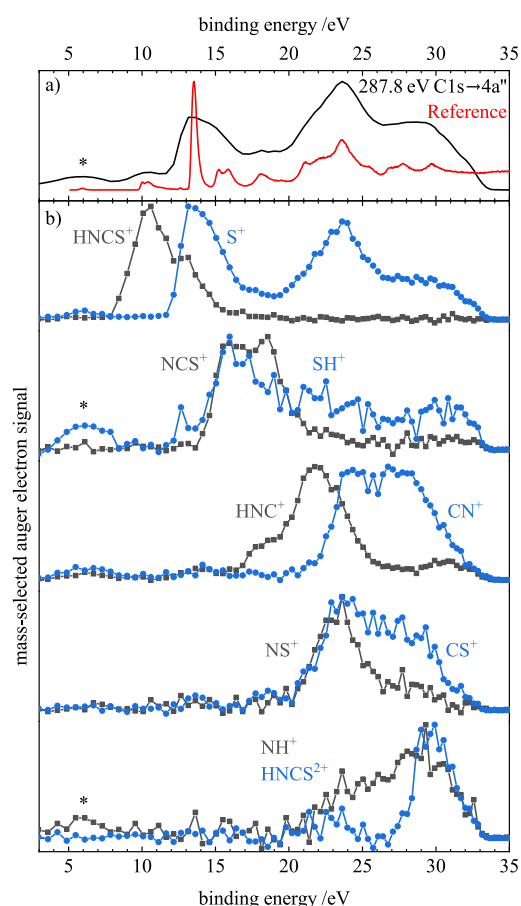 binding energy /eV
5 10 15 20 25 30 35
a)
287.8 eV C1s→4a"
Reference
*
b)
HNCS⁺
S⁺
NCS⁺
SH⁺
*
HNC⁺
CN⁺
NS⁺
CS⁺
NH⁺
HNCS²⁺
*
mass-selected auger electron signal
5 10 15 20 25 30 35
binding energy /eV